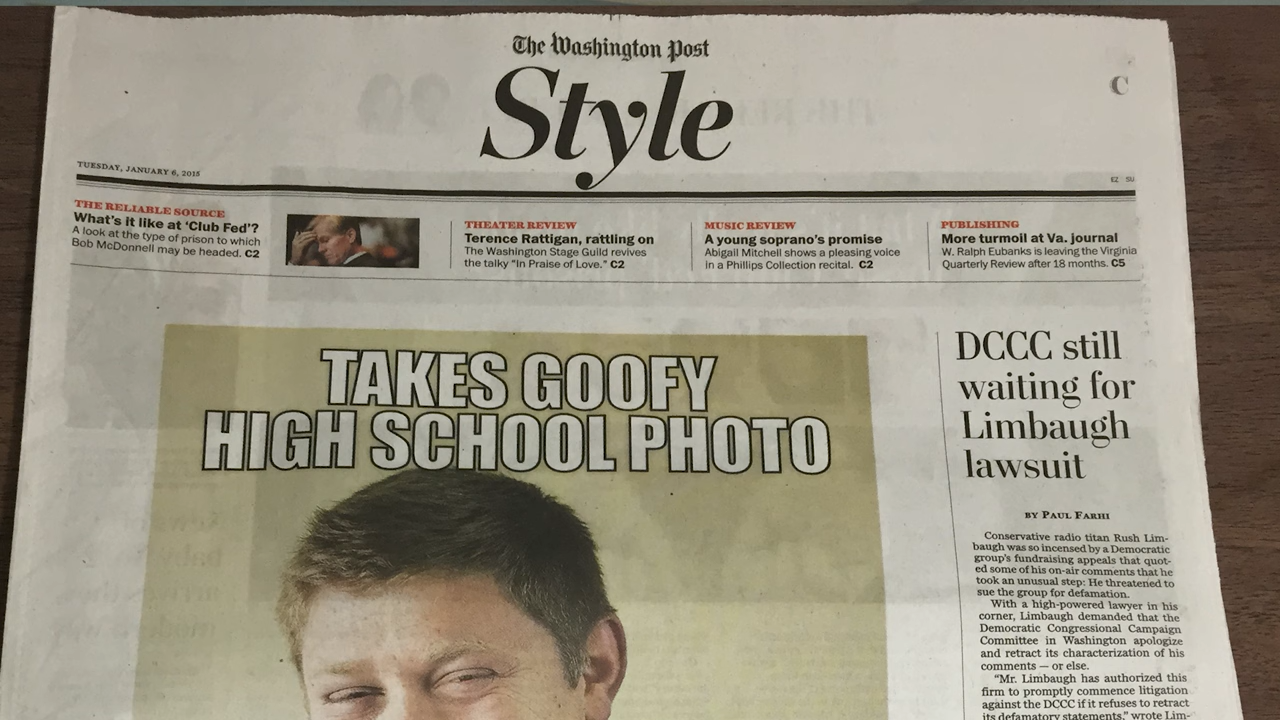 The Washington Post
Style
C
TUESDAY, JANUARY 6, 2015
EZ SU
THE RELIABLE SOURCE
What's it like at ‘Club Fed’?
A look at the type of prison to which
Bob McDonnell may be headed. C2
THEATER REVIEW
Terence Rattigan, rattling on
The Washington Stage Guild revives
the talky “In Praise of Love.” C2
MUSIC REVIEW
A young soprano's promise
Abigail Mitchell shows a pleasing voice
in a Phillips Collection recital. C2
PUBLISHING
More turmoil at Va. journal
W. Ralph Eubanks is leaving the Virginia
Quarterly Review after 18 months. C5
TAKES GOOFY
HIGH SCHOOL PHOTO
DCCC still
waiting for
Limbaugh
lawsuit
BY PAUL FARHI
Conservative radio titan Rush Lim-
baugh was so incensed by a Democratic
group's fundraising appeals that quot-
ed some of his on-air comments that he
took an unusual step: He threatened to
sue the group for defamation.
With a high-powered lawyer in his
corner, Limbaugh demanded that the
Democratic Congressional Campaign
Committee in Washington apologize
and retract its characterization of his
comments — or else.
“Mr. Limbaugh has authorized this
firm to promptly commence litigation
against the DCCC if it refuses to retract
its defamatory statements,” wrote Lim-